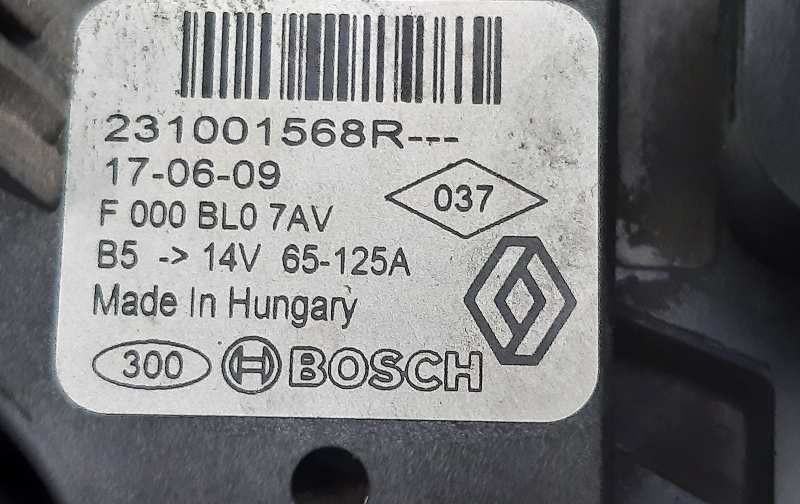 231001568R---
17-06-09
037
F 000 BL0 7AV
B5 -> 14V 65-125A
Made In Hungary
300 BOSCH